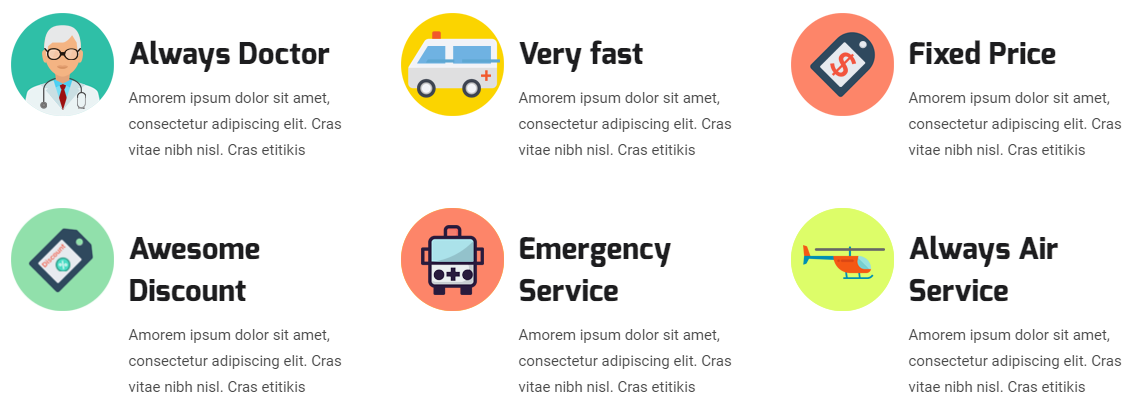 Always Doctor
Amorem ipsum dolor sit amet,
consectetur adipiscing elit. Cras
vitae nibh nisl. Cras etitikis
Very fast
Amorem ipsum dolor sit amet,
consectetur adipiscing elit. Cras
vitae nibh nisl. Cras etitikis
$
Fixed Price
Amorem ipsum dolor sit amet,
consectetur adipiscing elit. Cras
vitae nibh nisl. Cras etitikis
Discount
Awesome
Discount
Amorem ipsum dolor sit amet,
consectetur adipiscing elit. Cras
vitae nibh nisl. Cras etitikis
Emergency
Service
Amorem ipsum dolor sit amet,
consectetur adipiscing elit. Cras
vitae nibh nisl. Cras etitikis
Always Air
Service
Amorem ipsum dolor sit amet,
consectetur adipiscing elit. Cras
vitae nibh nisl. Cras etitikis